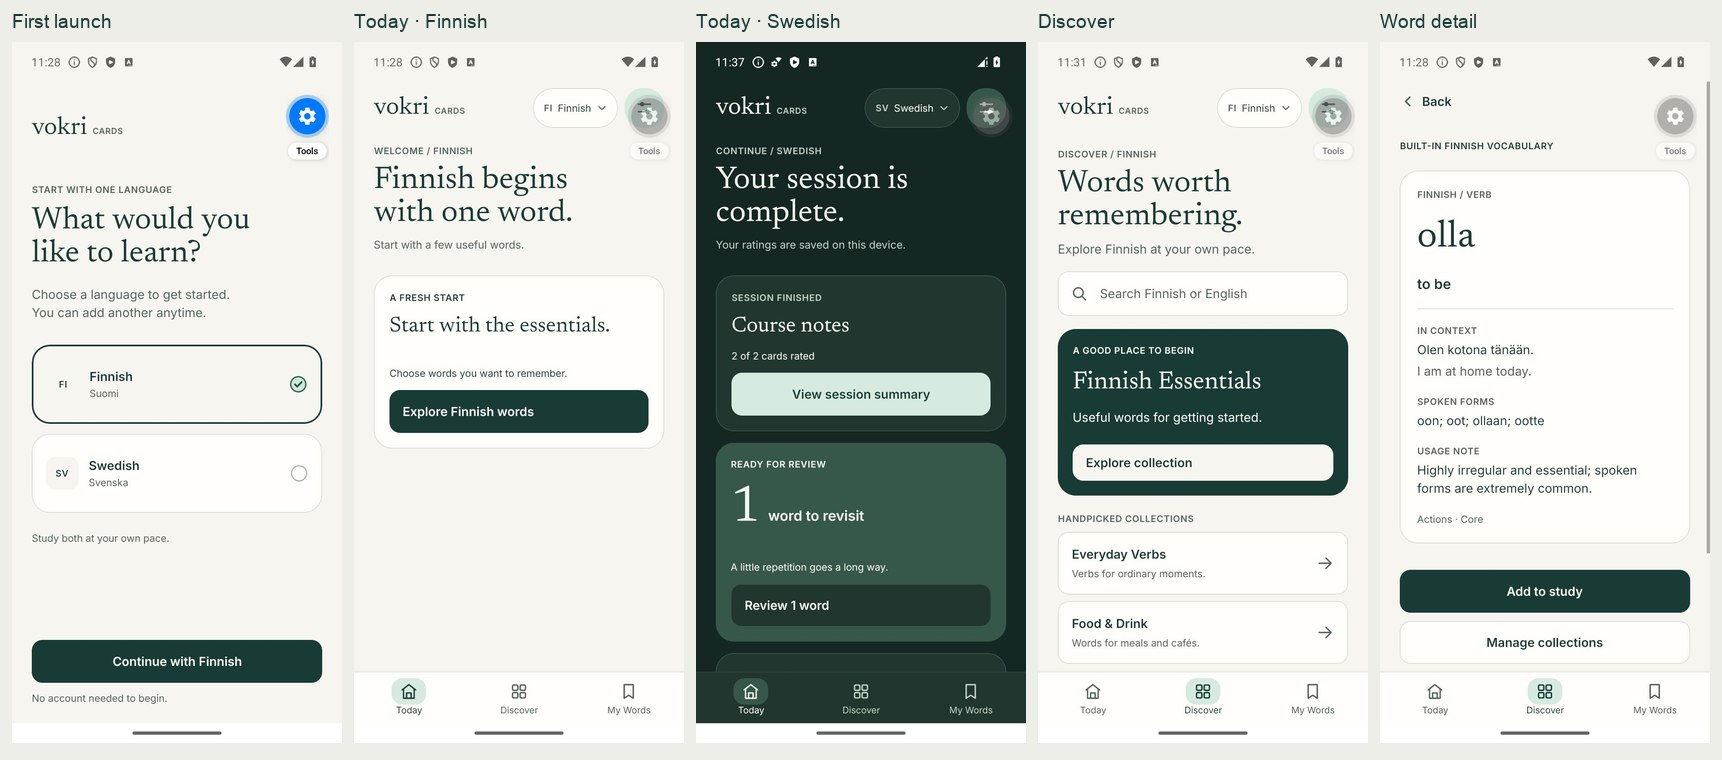 First launch
11:28
vokri CARDS
Tools
START WITH ONE LANGUAGE
What would you
like to learn?
Choose a language to get started.
You can add another anytime.
FI
Finnish
Suomi
SV
Swedish
Svenska
Study both at your own pace.
Continue with Finnish
No account needed to begin.
Today · Finnish
11:28
vokri CARDS
FI Finnish
Tools
WELCOME / FINNISH
Finnish begins
with one word.
Start with a few useful words.
A FRESH START
Start with the essentials.
Choose words you want to remember.
Explore Finnish words
Today
Discover
My Words
Today · Swedish
11:37
vokri CARDS
SV Swedish
CONTINUE / SWEDISH
Your session is
complete.
Your ratings are saved on this device.
SESSION FINISHED
Course notes
2 of 2 cards rated
View session summary
READY FOR REVIEW
1 word to revisit
A little repetition goes a long way.
Review 1 word
Today
Discover
My Words
Discover
11:31
vokri CARDS
FI Finnish
Tools
DISCOVER / FINNISH
Words worth
remembering.
Explore Finnish at your own pace.
Search Finnish or English
A GOOD PLACE TO BEGIN
Finnish Essentials
Useful words for getting started.
Explore collection
HANDPICKED COLLECTIONS
Everyday Verbs
Verbs for ordinary moments.
Food & Drink
Words for meals and cafés.
Today
Discover
My Words
Word detail
11:28
Back
Tools
BUILT-IN FINNISH VOCABULARY
FINNISH / VERB
olla
to be
IN CONTEXT
Olen kotona tänään.
I am at home today.
SPOKEN FORMS
oon; oot; ollaan; ootte
USAGE NOTE
Highly irregular and essential; spoken
forms are extremely common.
Actions · Core
Add to study
Manage collections
Today
Discover
My Words